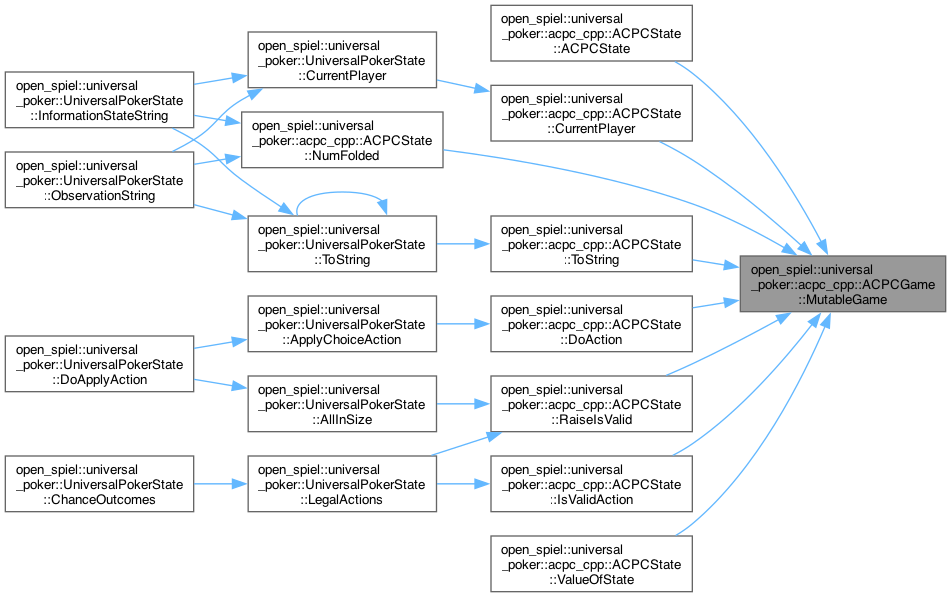 open_spiel::universal
_poker::UniversalPokerState
::InformationStateString
open_spiel::universal
_poker::UniversalPokerState
::ObservationString
open_spiel::universal
_poker::UniversalPokerState
::DoApplyAction
open_spiel::universal
_poker::UniversalPokerState
::ChanceOutcomes
open_spiel::universal
_poker::UniversalPokerState
::CurrentPlayer
open_spiel::universal
_poker::acpc_cpp::ACPCState
::NumFolded
open_spiel::universal
_poker::UniversalPokerState
::ToString
open_spiel::universal
_poker::UniversalPokerState
::ApplyChoiceAction
open_spiel::universal
_poker::UniversalPokerState
::AllInSize
open_spiel::universal
_poker::UniversalPokerState
::LegalActions
open_spiel::universal
_poker::acpc_cpp::ACPCState
::ACPCState
open_spiel::universal
_poker::acpc_cpp::ACPCState
::CurrentPlayer
open_spiel::universal
_poker::acpc_cpp::ACPCState
::ToString
open_spiel::universal
_poker::acpc_cpp::ACPCState
::DoAction
open_spiel::universal
_poker::acpc_cpp::ACPCState
::RaiseIsValid
open_spiel::universal
_poker::acpc_cpp::ACPCState
::IsValidAction
open_spiel::universal
_poker::acpc_cpp::ACPCState
::ValueOfState
open_spiel::universal
_poker::acpc_cpp::ACPCGame
::MutableGame